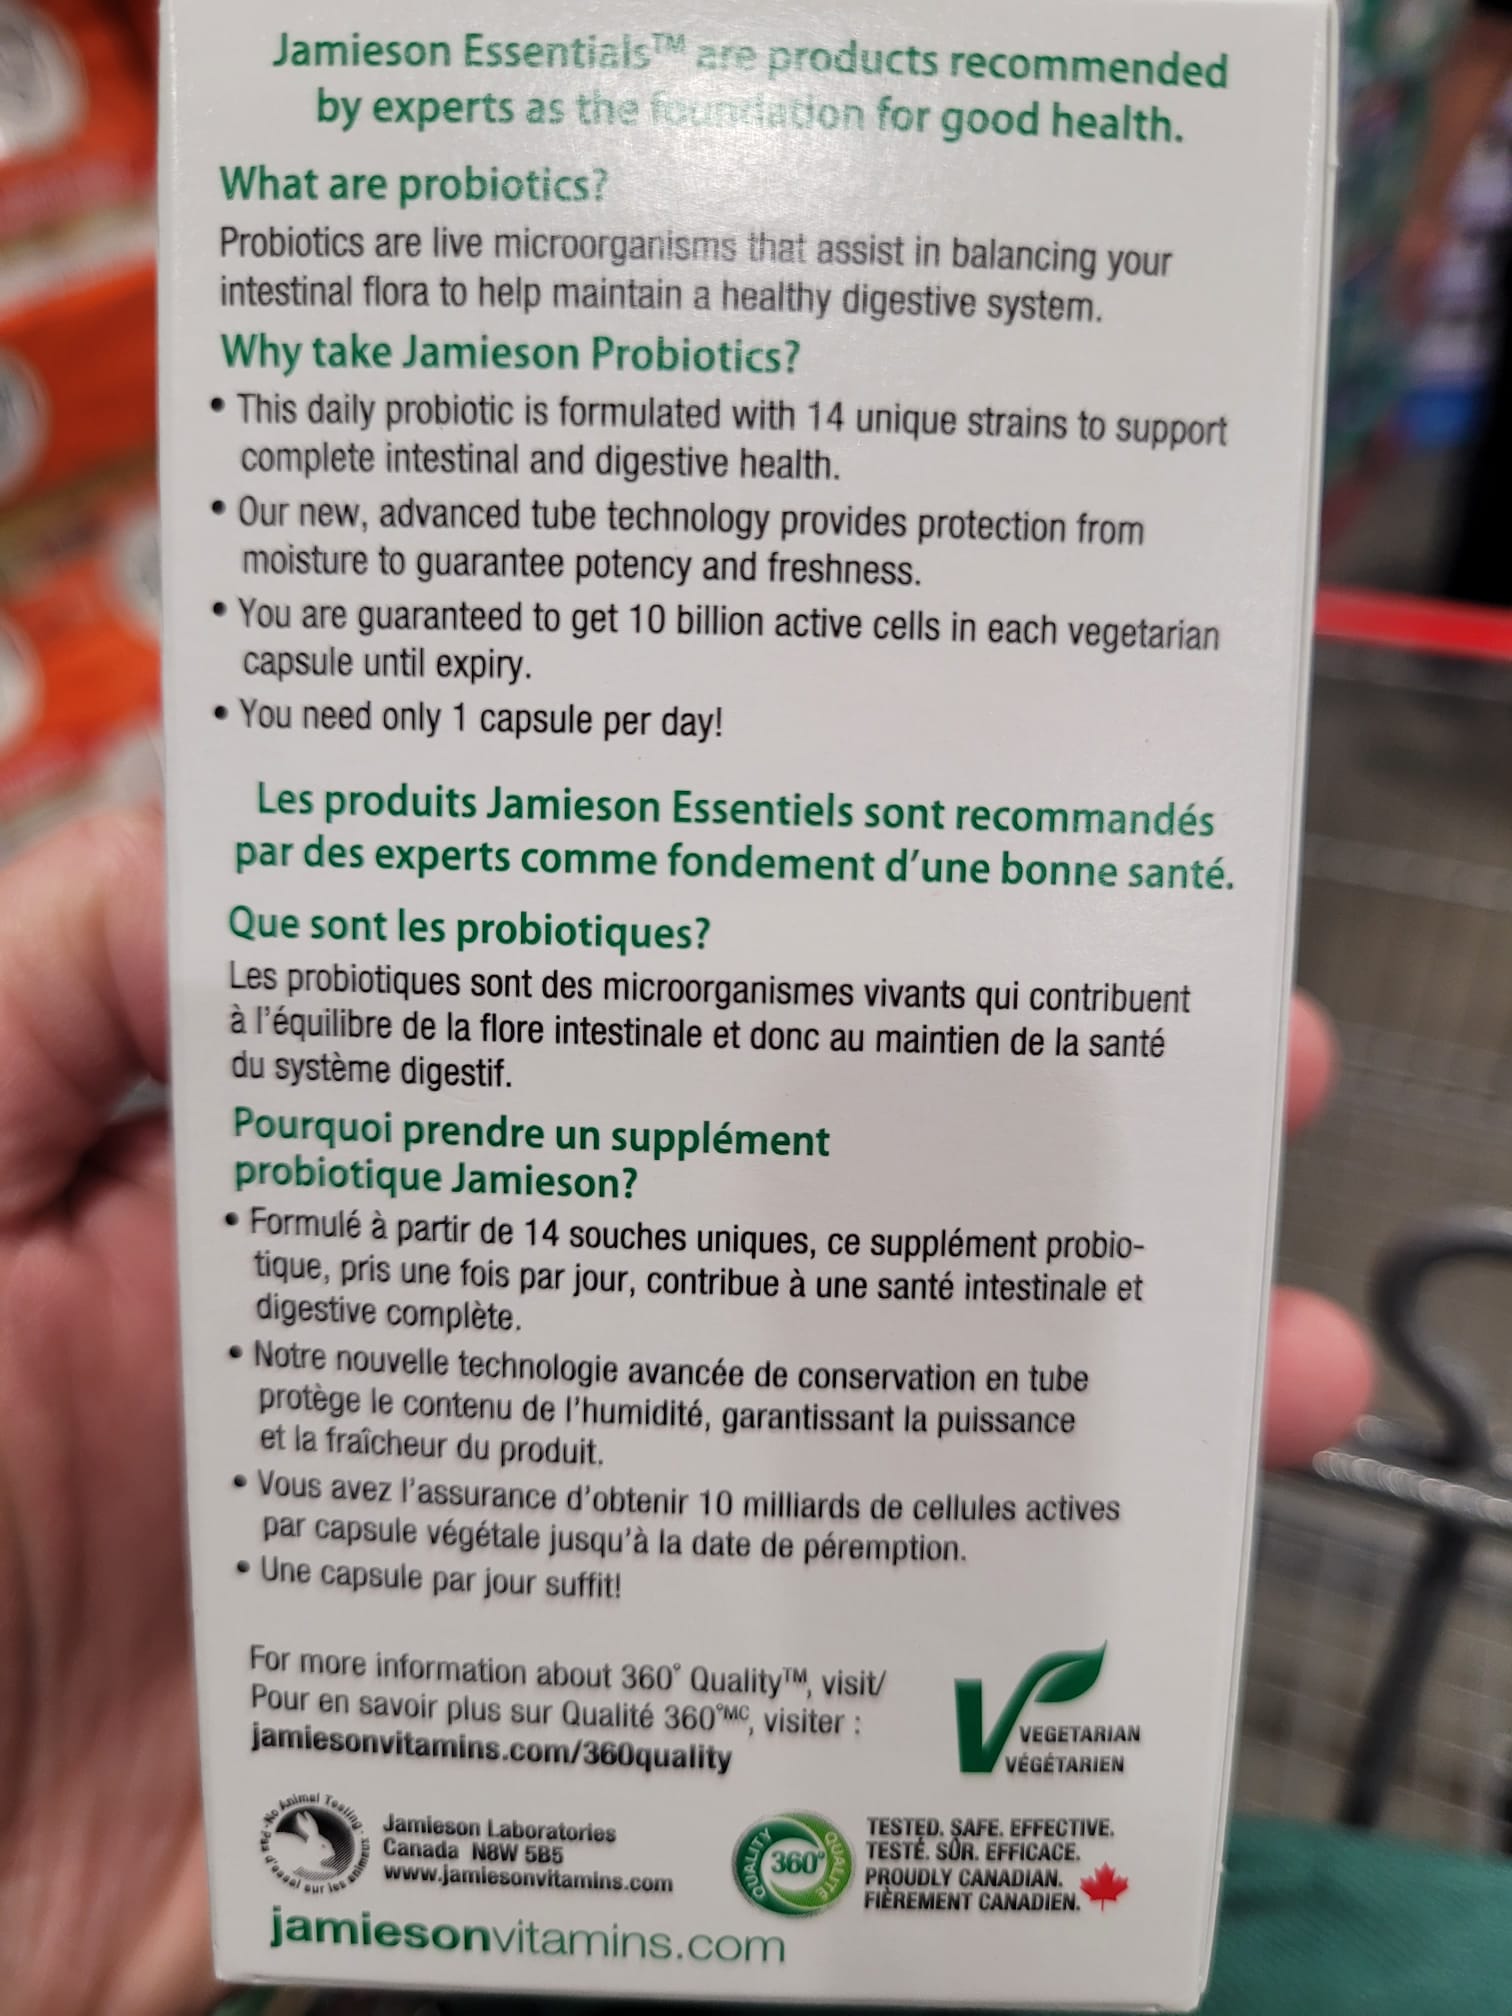 Jamieson Essentials™ are products recommended
by experts as the foundation for good health.
What are probiotics?
Probiotics are live microorganisms that assist in balancing your
intestinal flora to help maintain a healthy digestive system.
Why take Jamieson Probiotics?
• This daily probiotic is formulated with 14 unique strains to support
complete intestinal and digestive health.
• Our new, advanced tube technology provides protection from
moisture to guarantee potency and freshness.
• You are guaranteed to get 10 billion active cells in each vegetarian
capsule until expiry.
• You need only 1 capsule per day!
Les produits Jamieson Essentiels sont recommandés
par des experts comme fondement d'une bonne santé.
Que sont les probiotiques?
Les probiotiques sont des microorganismes vivants qui contribuent
à l'équilibre de la flore intestinale et donc au maintien de la santé
du système digestif.
Pourquoi prendre un supplément
probiotique Jamieson?
• Formulé à partir de 14 souches uniques, ce supplément probio-
tique, pris une fois par jour, contribue à une santé intestinale et
digestive complète.
• Notre nouvelle technologie avancée de conservation en tube
protège le contenu de l'humidité, garantissant la puissance
et la fraîcheur du produit.
• Vous avez l'assurance d'obtenir 10 milliards de cellules actives
par capsule végétale jusqu'à la date de péremption.
• Une capsule par jour suffit!
For more information about 360° Quality™, visit/
Pour en savoir plus sur Qualité 360°MC, visiter :
jamiesonvitamins.com/360quality
VEGETARIAN
VÉGÉTARIEN
No Animal Testing
Pas d'essai sur les animaux
Jamieson Laboratories
Canada N8W 5B5
www.jamiesonvitamins.com
QUALITY 360° QUALITÉ
TESTED. SAFE. EFFECTIVE.
TESTÉ. SÛR. EFFICACE.
PROUDLY CANADIAN.
FIÈREMENT CANADIEN.
jamiesonvitamins.com